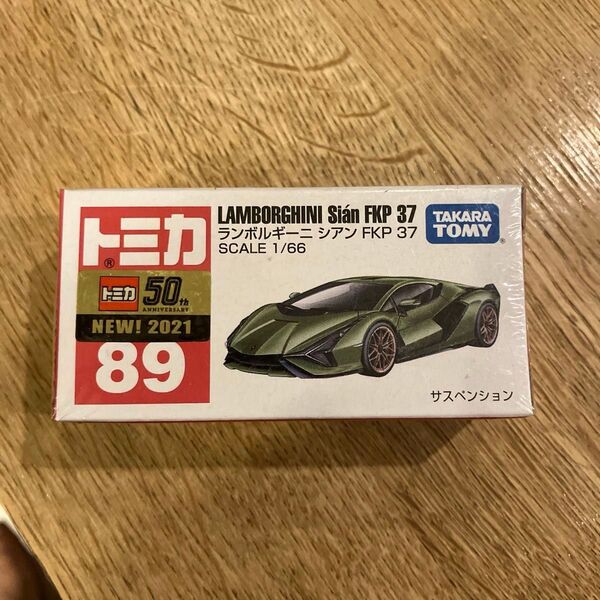 トミカ
®
トミカ 50th
ANNIVERSARY
NEW! 2021
89
LAMBORGHINI Sián FKP 37
ランボルギーニ シアン FKP 37
SCALE 1/66
TAKARA
TOMY®
サスペンション